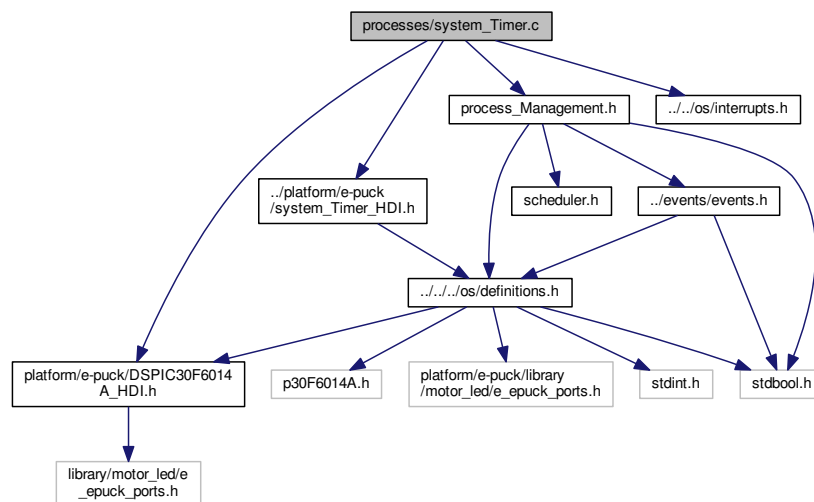 processes/system_Timer.c
process_Management.h
../../os/interrupts.h
../platform/e-puck
/system_Timer_HDI.h
scheduler.h
../events/events.h
../../../os/definitions.h
platform/e-puck/DSPIC30F6014
A_HDI.h
p30F6014A.h
platform/e-puck/library
/motor_led/e_epuck_ports.h
stdint.h
stdbool.h
library/motor_led/e
_epuck_ports.h